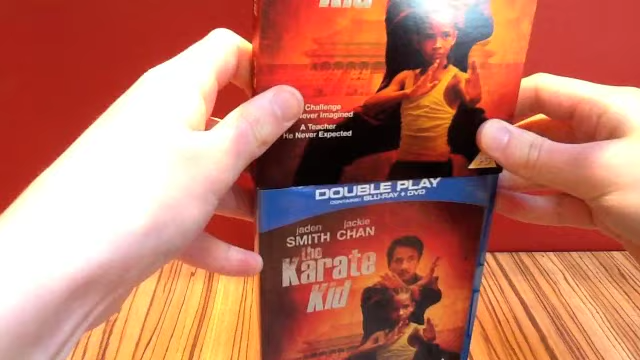 Kid
Challenge
Never Imagined
A Teacher
He Never Expected
DOUBLE PLAY
CONTAINS BLU-RAY + DVD
jaden jackie
SMITH CHAN
the
Karate
Kid